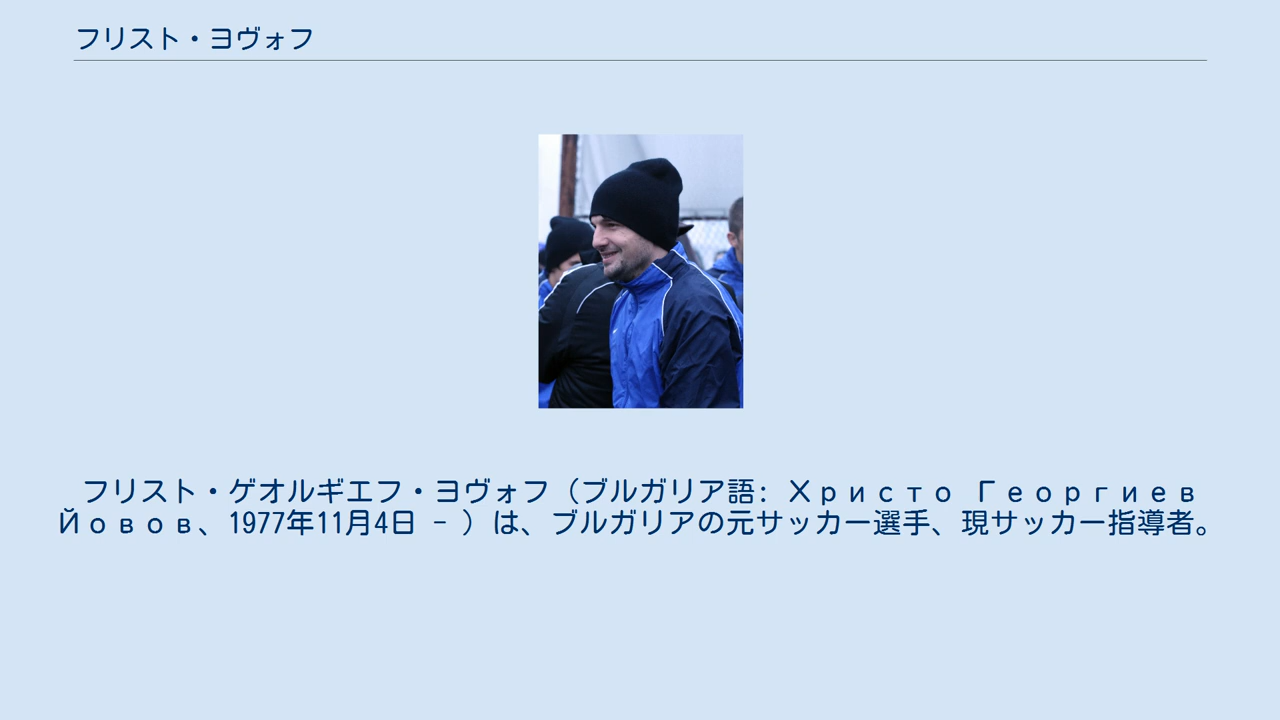 フリスト・ヨヴォフ
フリスト・ゲオルギエフ・ヨヴォフ（ブルガリア語: Христо Георгиев
Йовов、1977年11月4日 - ）は、ブルガリアの元サッカー選手、現サッカー指導者。